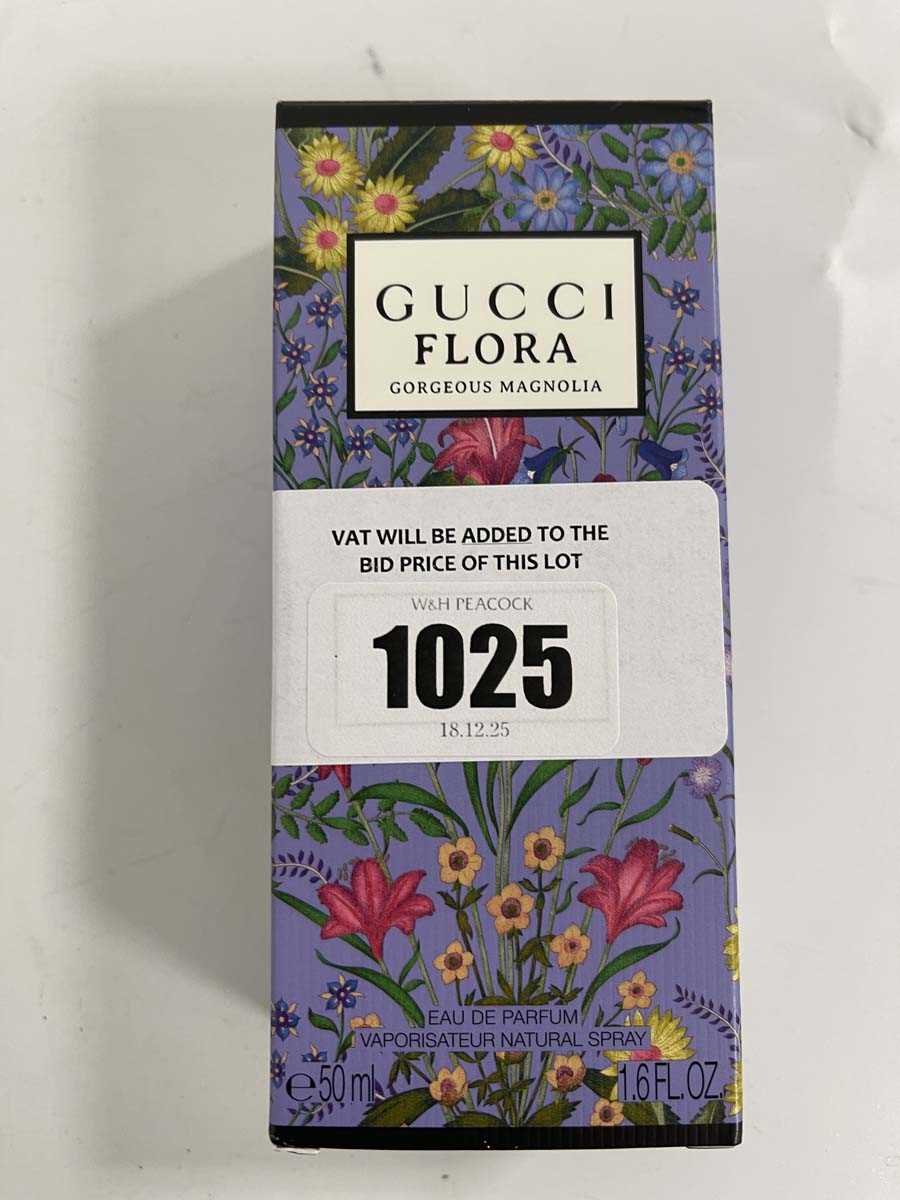 GUCCI
FLORA
GORGEOUS MAGNOLIA
VAT WILL BE ADDED TO THE
BID PRICE OF THIS LOT
W&H PEACOCK
1025
18.12.25
EAU DE PARFUM
VAPORISATEUR NATURAL SPRAY
℮50 ml 1.6 FL.OZ.